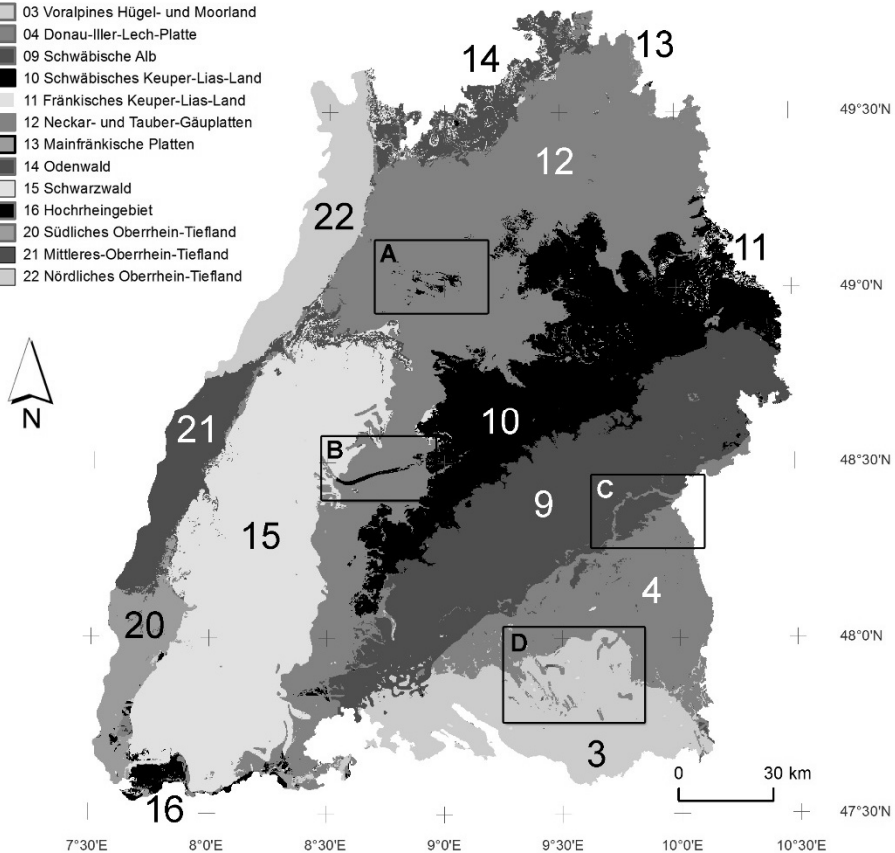 03 Voralpines Hügel- und Moorland
04 Donau-Iller-Lech-Platte
09 Schwäbische Alb
10 Schwäbisches Keuper-Lias-Land
11 Fränkisches Keuper-Lias-Land
12 Neckar- und Tauber-Gäuplatten
13 Mainfränkische Platten
14 Odenwald
15 Schwarzwald
16 Hochrheingebiet
20 Südliches Oberrhein-Tiefland
21 Mittleres-Oberrhein-Tiefland
22 Nördliches Oberrhein-Tiefland
N
14
13
12
22
11
A
10
21
B
9
C
15
4
20
D
3
16
0 30 km
49°30'N
49°0'N
48°30'N
48°0'N
47°30'N
7°30'E 8°0'E 8°30'E 9°0'E 9°30'E 10°0'E 10°30'E